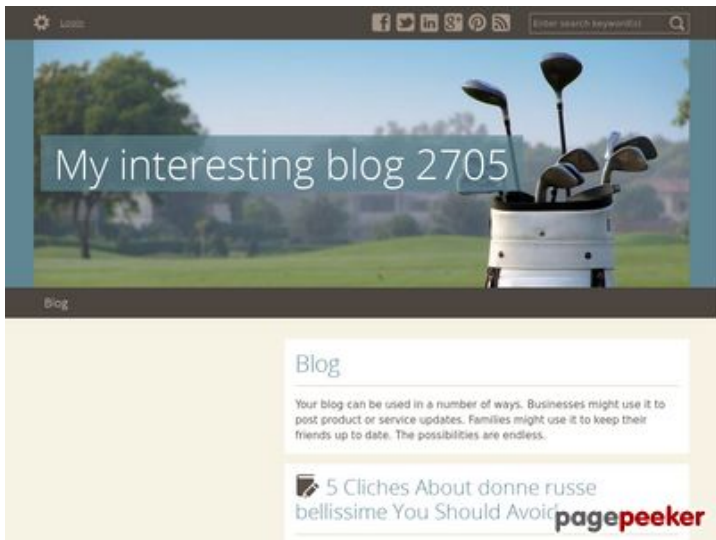 Login
Enter search keyword(s)
My interesting blog 2705
Blog
Blog
Your blog can be used in a number of ways. Businesses might use it to
post product or service updates. Families might use it to keep their
friends up to date. The possibilities are endless.
5 Cliches About donne russe
bellissime You Should Avoid
pagepeeker